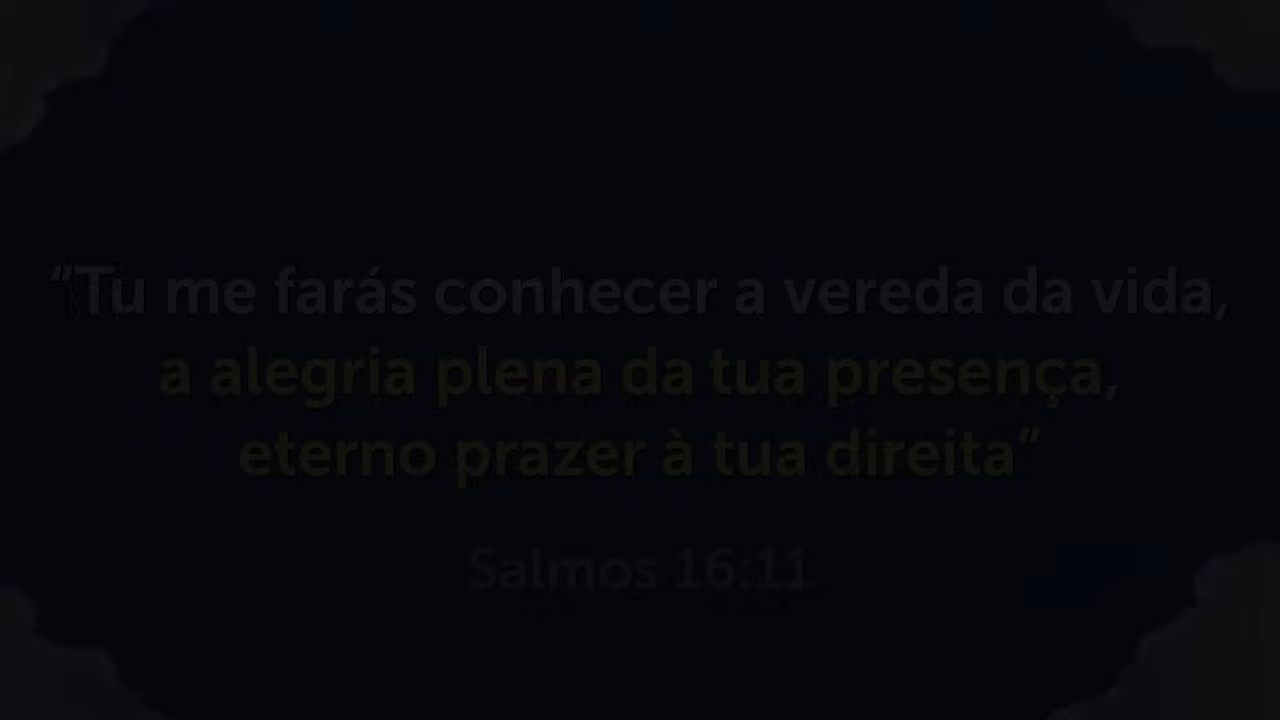 “Tu me farás conhecer a vereda da vida,
a alegria plena da tua presença,
eterno prazer à tua direita”
Salmos 16:11